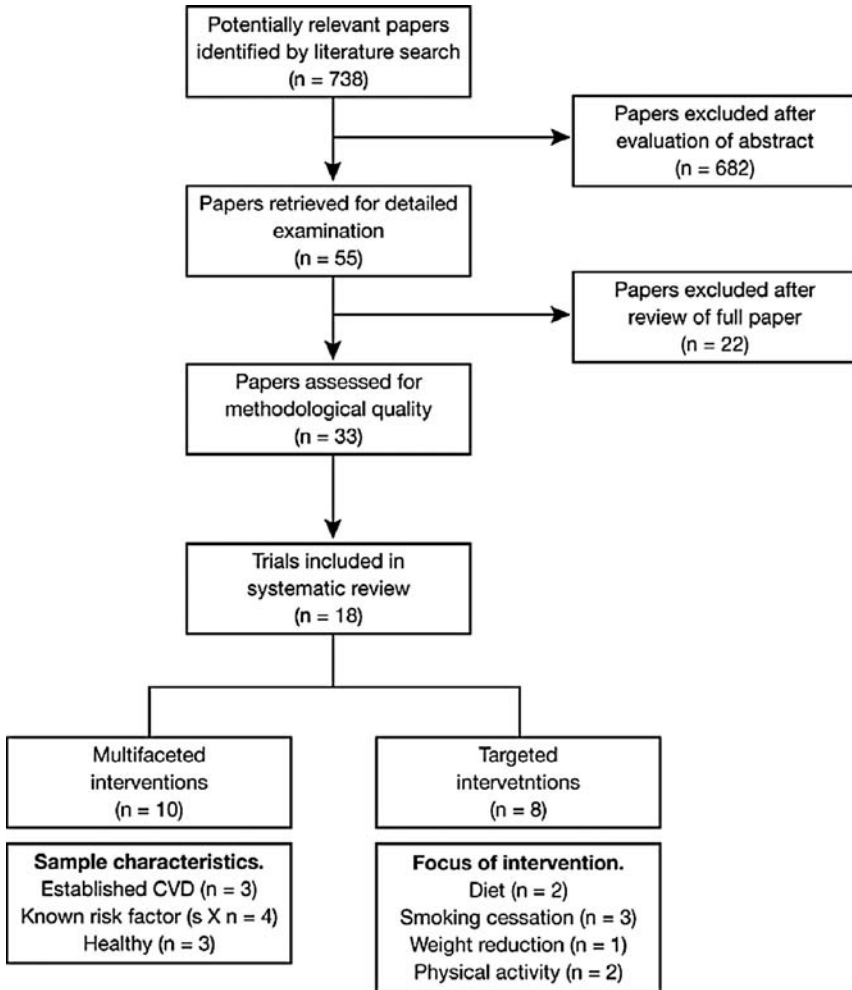 Potentially relevant papers
identified by literature search
(n = 738)
Papers excluded after
evaluation of abstract
(n = 682)
Papers retrieved for detailed
examination
(n = 55)
Papers excluded after
review of full paper
(n = 22)
Papers assessed for
methodological quality
(n = 33)
Trials included in
systematic review
(n = 18)
Multifaceted
interventions
(n = 10)
Targeted
intervetntions
(n = 8)
Sample characteristics.
Established CVD (n = 3)
Known risk factor (s X n = 4)
Healthy (n = 3)
Focus of intervention.
Diet (n = 2)
Smoking cessation (n = 3)
Weight reduction (n = 1)
Physical activity (n = 2)